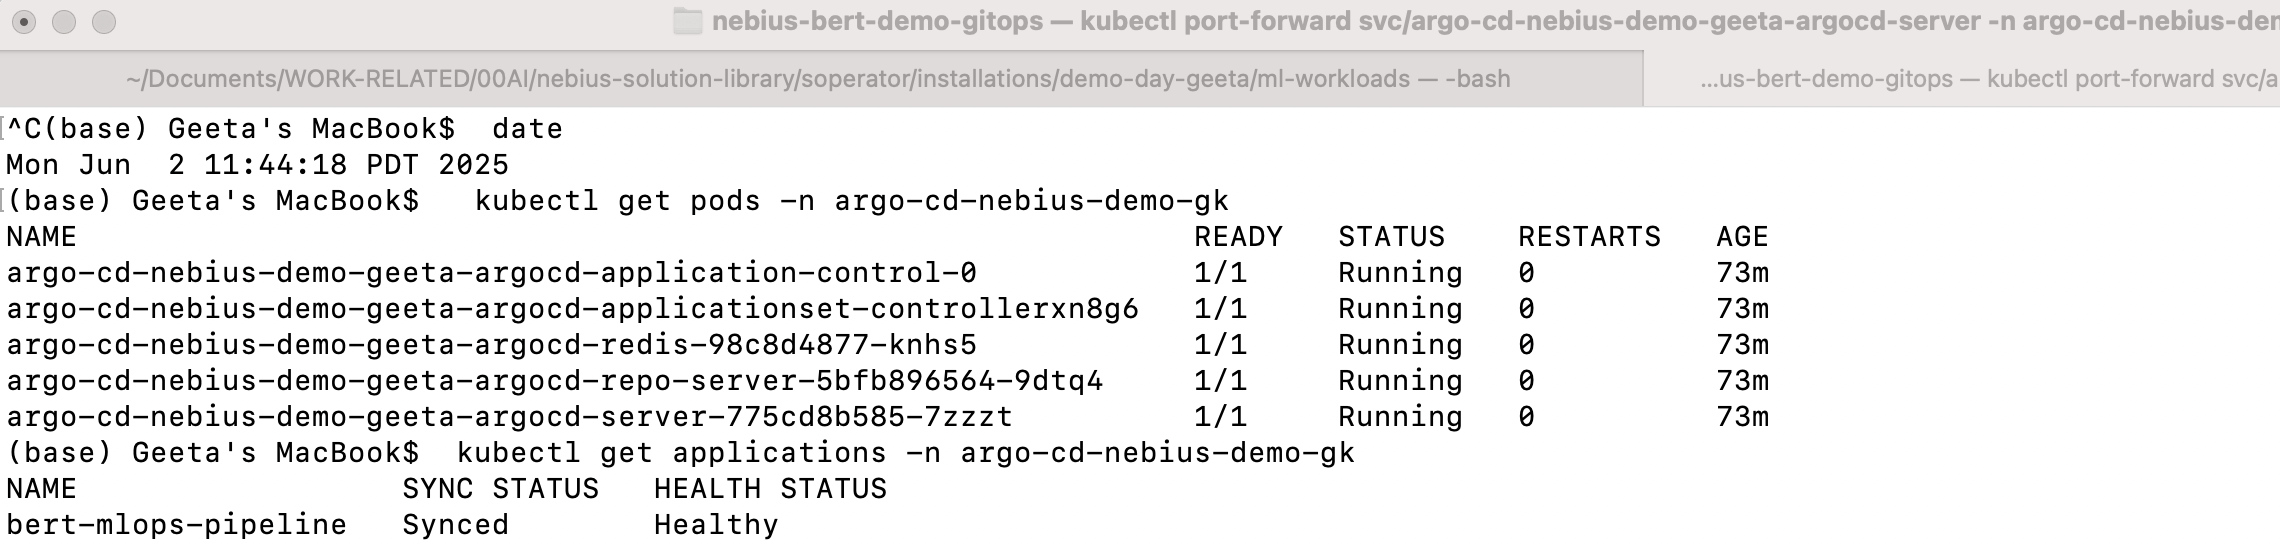 nebius-bert-demo-gitops — kubectl port-forward svc/argo-cd-nebius-demo-geeta-argocd-server -n argo-cd-nebius-dem
~/Documents/WORK-RELATED/00AI/nebius-solution-library/soperator/installations/demo-day-geeta/ml-workloads — -bash
...us-bert-demo-gitops — kubectl port-forward svc/a
[^C(base) Geeta's MacBook$  date
Mon Jun  2 11:44:18 PDT 2025
[(base) Geeta's MacBook$   kubectl get pods -n argo-cd-nebius-demo-gk
NAME                                                              READY   STATUS    RESTARTS   AGE
argo-cd-nebius-demo-geeta-argocd-application-control-0            1/1     Running   0          73m
argo-cd-nebius-demo-geeta-argocd-applicationset-controllerxn8g6   1/1     Running   0          73m
argo-cd-nebius-demo-geeta-argocd-redis-98c8d4877-knhs5            1/1     Running   0          73m
argo-cd-nebius-demo-geeta-argocd-repo-server-5bfb896564-9dtq4     1/1     Running   0          73m
argo-cd-nebius-demo-geeta-argocd-server-775cd8b585-7zzzt          1/1     Running   0          73m
(base) Geeta's MacBook$  kubectl get applications -n argo-cd-nebius-demo-gk
NAME                  SYNC STATUS   HEALTH STATUS
bert-mlops-pipeline   Synced        Healthy